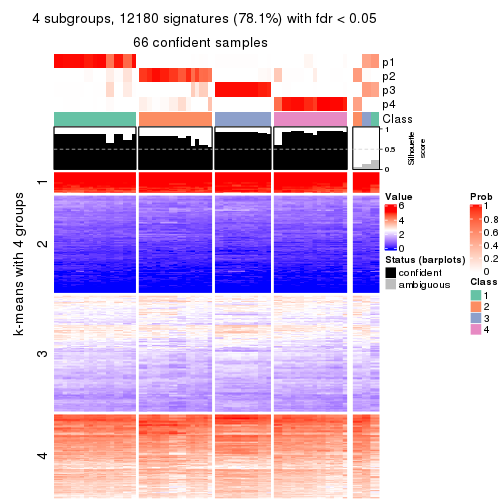 4 subgroups, 12180 signatures (78.1%) with fdr < 0.05
66 confident samples
p1
p2
p3
p4
Class
1
0.5
0
Silhouette
score
k-means with 4 groups
1
2
3
4
Value
6
4
2
0
Status (barplots)
confident
ambiguous
Prob
1
0.8
0.6
0.4
0.2
0
Class
1
2
3
4